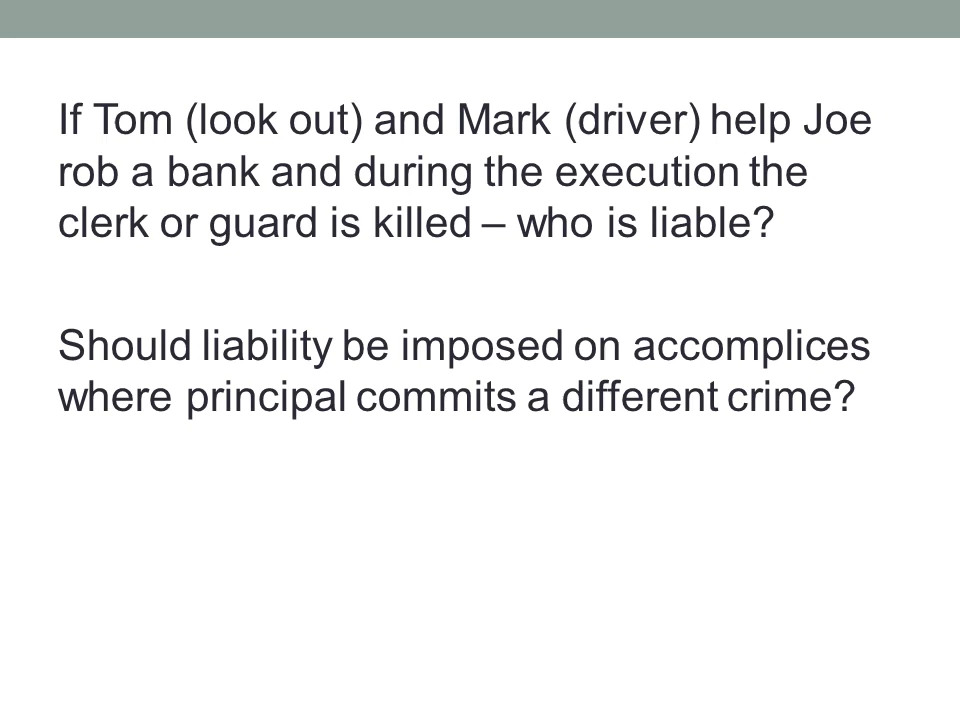 If Tom (look out) and Mark (driver) help Joe
rob a bank and during the execution the
clerk or guard is killed – who is liable?
Should liability be imposed on accomplices
where principal commits a different crime?